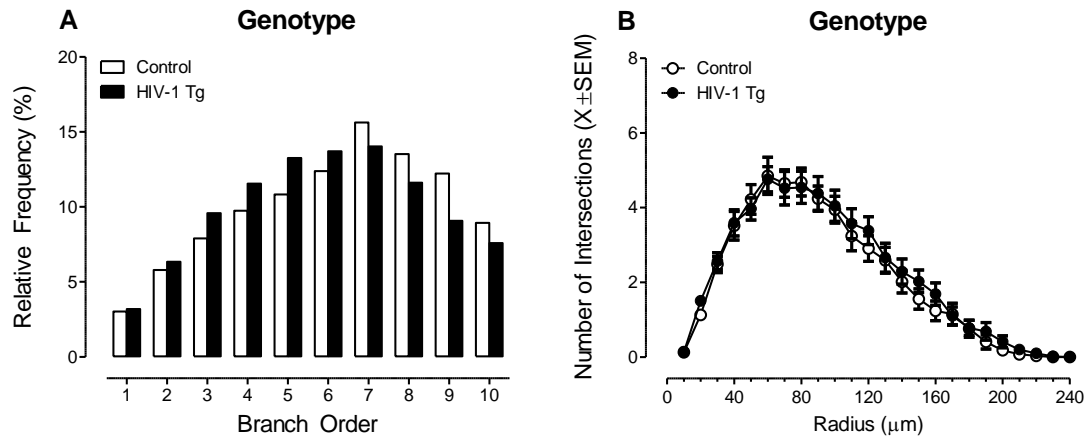 A
Genotype
Relative Frequency (%)
20
15
10
5
0
Control
HIV-1 Tg
1 2 3 4 5 6 7 8 9 10
Branch Order
B
Genotype
Number of Intersections (X±SEM)
8
6
4
2
0
Control
HIV-1 Tg
0 40 80 120 160 200 240
Radius (μm)